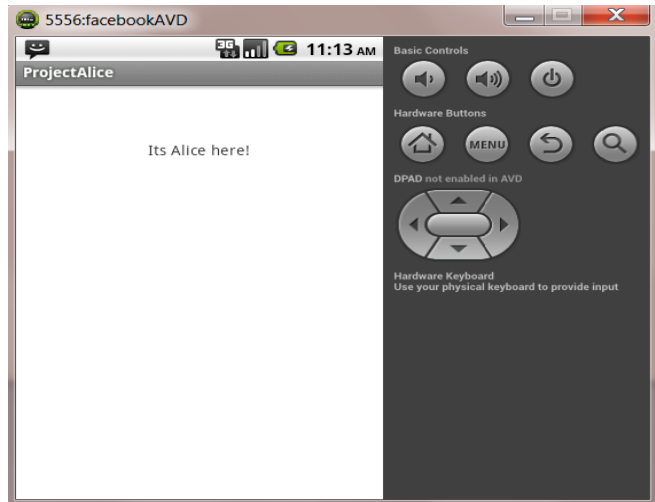 5556:facebookAVD
3G 11:13 AM
ProjectAlice
Its Alice here!
Basic Controls
Hardware Buttons
MENU
DPAD not enabled in AVD
Hardware Keyboard
Use your physical keyboard to provide input